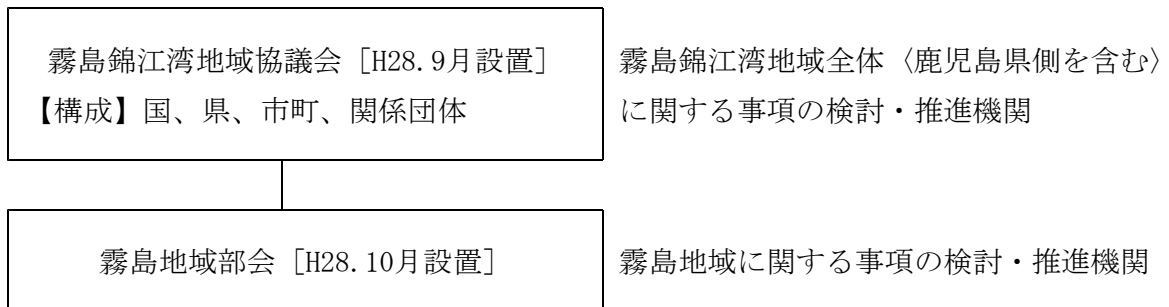 霧島錦江湾地域協議会［H28.9月設置］
【構成】国、県、市町、関係団体
霧島錦江湾地域全体〈鹿児島県側を含む〉
に関する事項の検討・推進機関
霧島地域部会［H28.10月設置］
霧島地域に関する事項の検討・推進機関